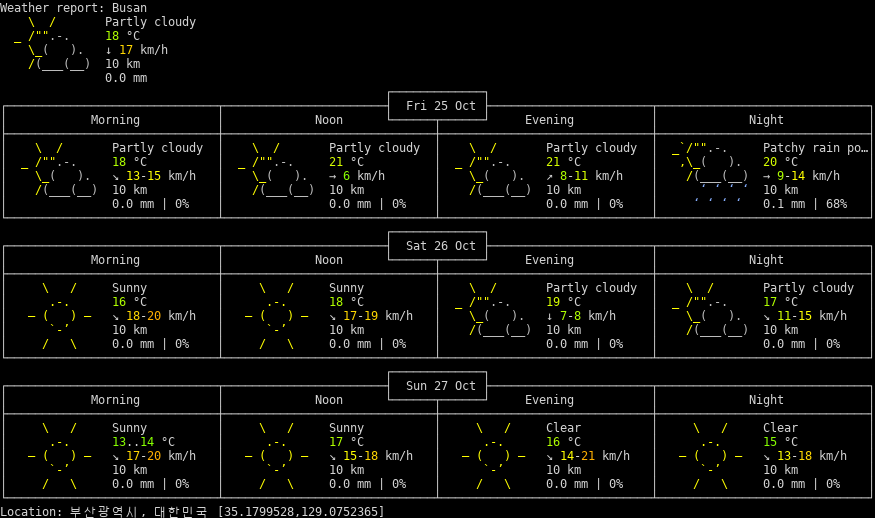 Weather report: Busan
Partly cloudy
18 °C
↓ 17 km/h
10 km
0.0 mm
Fri 25 Oct
Morning Noon Evening Night
Partly cloudy Partly cloudy Partly cloudy Patchy rain po…
18 °C 21 °C 21 °C 20 °C
↘ 13-15 km/h → 6 km/h ↗ 8-11 km/h → 9-14 km/h
10 km 10 km 10 km 10 km
0.0 mm | 0% 0.0 mm | 0% 0.0 mm | 0% 0.1 mm | 68%
Sat 26 Oct
Morning Noon Evening Night
Sunny Sunny Partly cloudy Partly cloudy
16 °C 18 °C 19 °C 17 °C
↘ 18-20 km/h ↘ 17-19 km/h ↓ 7-8 km/h ↘ 11-15 km/h
10 km 10 km 10 km 10 km
0.0 mm | 0% 0.0 mm | 0% 0.0 mm | 0% 0.0 mm | 0%
Sun 27 Oct
Morning Noon Evening Night
Sunny Sunny Clear Clear
13..14 °C 17 °C 16 °C 15 °C
↘ 17-20 km/h ↘ 15-18 km/h ↘ 14-21 km/h ↘ 13-18 km/h
10 km 10 km 10 km 10 km
0.0 mm | 0% 0.0 mm | 0% 0.0 mm | 0% 0.0 mm | 0%
Location: 부산광역시, 대한민국 [35.1799528,129.0752365]